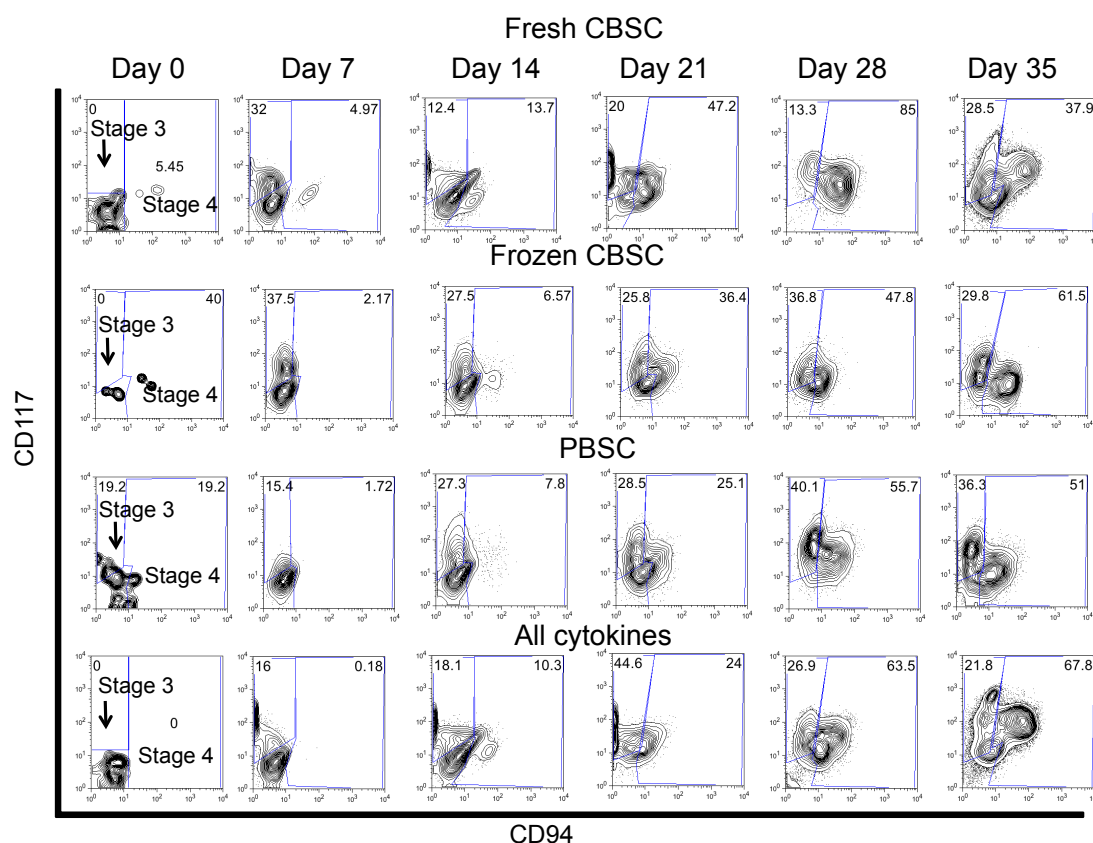 Fresh CBSC
Day 0 Day 7 Day 14 Day 21 Day 28 Day 35
0 32 4.97 12.4 13.7 20 47.2 13.3 85 28.5 37.9
Stage 3
5.45
Stage 4
Frozen CBSC
0 40 37.5 2.17 27.5 6.57 25.8 36.4 36.8 47.8 29.8 61.5
Stage 3
Stage 4
PBSC
19.2 19.2 15.4 1.72 27.3 7.8 28.5 25.1 40.1 55.7 36.3 51
Stage 3
Stage 4
All cytokines
0 16 0.18 18.1 10.3 44.6 24 26.9 63.5 21.8 67.8
Stage 3
0
Stage 4
CD117
CD94